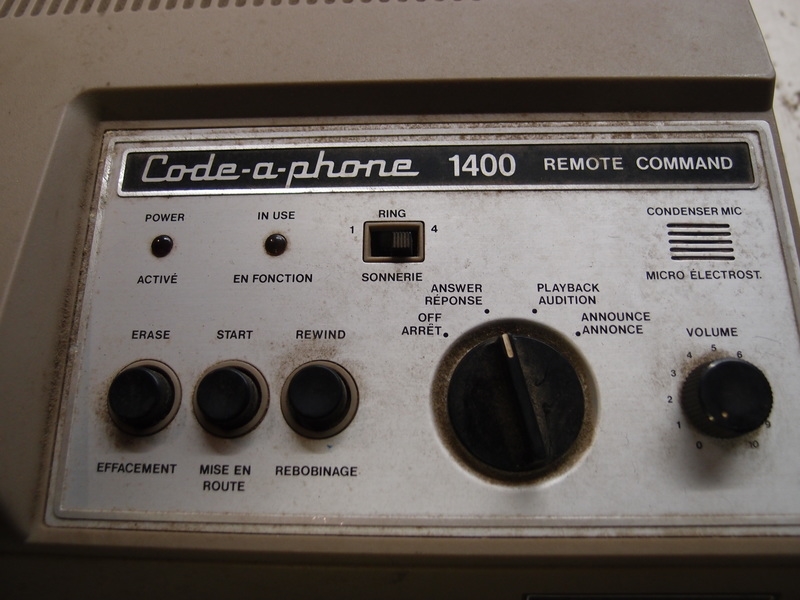 Code-a-phone 1400 REMOTE COMMAND
POWER
IN USE
RING
CONDENSER MIC
1
4
ACTIVÉ
EN FONCTION
SONNERIE
MICRO ÉLECTROST.
ANSWER
RÉPONSE
PLAYBACK
AUDITION
OFF
ARRÊT
ANNOUNCE
ANNONCE
ERASE
START
REWIND
VOLUME
0
1
2
3
4
5
6
9
10
EFFACEMENT
MISE EN
ROUTE
REBOBINAGE